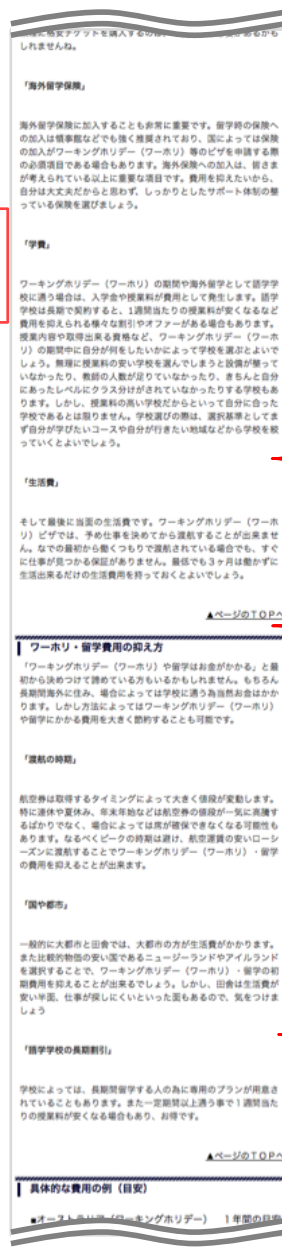 しれませんね。
「海外留学保険」
海外留学保険に加入することも非常に重要です。留学時の保険へ
の加入は領事館などでも強く推奨されており、国によっては保険
の加入がワーキングホリデー（ワーホリ）等のビザを申請する際
の必須項目である場合もあります。海外保険への加入は、皆さま
が考えられている以上に重要な項目です。費用を抑えたいから、
自分は大丈夫だからと思わず、しっかりとしたサポート体制の整
っている保険を選びましょう。
「学費」
ワーキングホリデー（ワーホリ）の期間や海外留学として語学学
校に通う場合は、入学金や授業料が費用として発生します。語学
学校は長期で契約すると、1週間当たりの授業料が安くなるなど
費用を抑えられる様々な割引やオファーがある場合もあります。
授業内容や取得出来る資格など、ワーキングホリデー（ワーホ
リ）の期間中に自分が何をしたいかによって学校を選ぶとよいで
しょう。無理に授業料の安い学校を選んでしまうと設備が整って
いなかったり、教師の人数が足りていなかったり、きちんと自分
にあったレベルにクラス分けがされていなかったりする学校もあ
ります。しかし、授業料の高い学校だからといって自分に合った
学校であるとは限りません。学校選びの際は、選択基準としてま
ず自分が学びたいコースや自分が行きたい地域などから学校を絞
っていくとよいでしょう。
「生活費」
そして最後に当面の生活費です。ワーキングホリデー（ワーホ
リ）ビザでは、予め仕事を決めてから渡航することが出来ませ
ん。なでの最初から働くつもりで渡航されている場合でも、すぐ
に仕事が見つかる保証がありません。最低でも3ヶ月は働かずに
生活出来るだけの生活費用を持っておくとよいでしょう。
▲ページのTOPへ
ワーホリ・留学費用の抑え方
「ワーキングホリデー（ワーホリ）や留学はお金がかかる」と最
初から決めつけて諦めている方もいるかもしれません。もちろん
長期間海外に住み、場合によっては学校に通う為当然お金はかか
ります。しかし方法によってはワーキングホリデー（ワーホリ）
や留学にかかる費用を大きく節約することも可能です。
「渡航の時期」
航空券は取得するタイミングによって大きく値段が変動します。
特に連休や夏休み、年末年始などは航空券の値段が一気に高騰す
るばかりでなく、場合によっては席が確保できなくなる可能性も
あります。なるべくピークの時期は避け、航空運賃の安いローシ
ーズンに渡航することでワーキングホリデー（ワーホリ）・留学
の費用を抑えることが出来ます。
「国や都市」
一般的に大都市と田舎では、大都市の方が生活費がかかります。
また比較的物価の安い国であるニュージーランドやアイルランド
を選択することで、ワーキングホリデー（ワーホリ）・留学の初
期費用を抑えることが出来るでしょう。しかし、田舎は生活費が
安い半面、仕事が探しにくいといった面もあるので、気をつけま
しょう
「語学学校の長期割引」
学校によっては、長期間留学する人の為に専用のプランが用意さ
れていることもあります。また一定期間以上通う事で1週間当た
りの授業料が安くなる場合もあり、お得です。
▲ページのTOPへ
具体的な費用の例（目安）
■オーストラリア（ワーキングホリデー）　1年間の目安